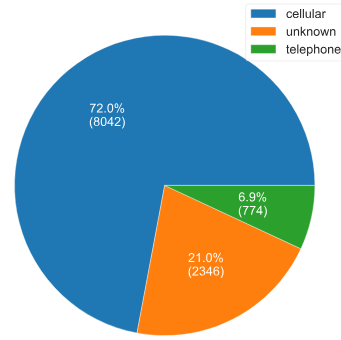 cellular
unknown
telephone
72.0%
(8042)
6.9%
(774)
21.0%
(2346)